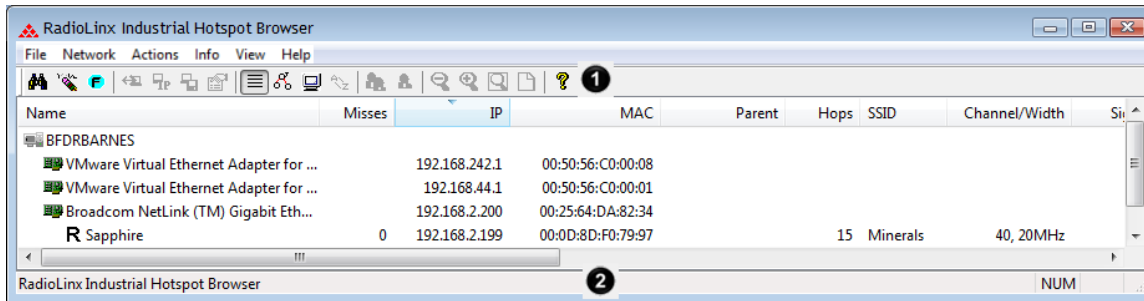 RadioLinx Industrial Hotspot Browser
File Network Actions Info View Help
1
Name Misses IP MAC Parent Hops SSID Channel/Width
BFDRBARNES
VMware Virtual Ethernet Adapter for ... 192.168.242.1 00:50:56:C0:00:08
VMware Virtual Ethernet Adapter for ... 192.168.44.1 00:50:56:C0:00:01
Broadcom NetLink (TM) Gigabit Eth... 192.168.2.200 00:25:64:DA:82:34
R Sapphire 0 192.168.2.199 00:0D:8D:F0:79:97 15 Minerals 40, 20MHz
RadioLinx Industrial Hotspot Browser 2 NUM